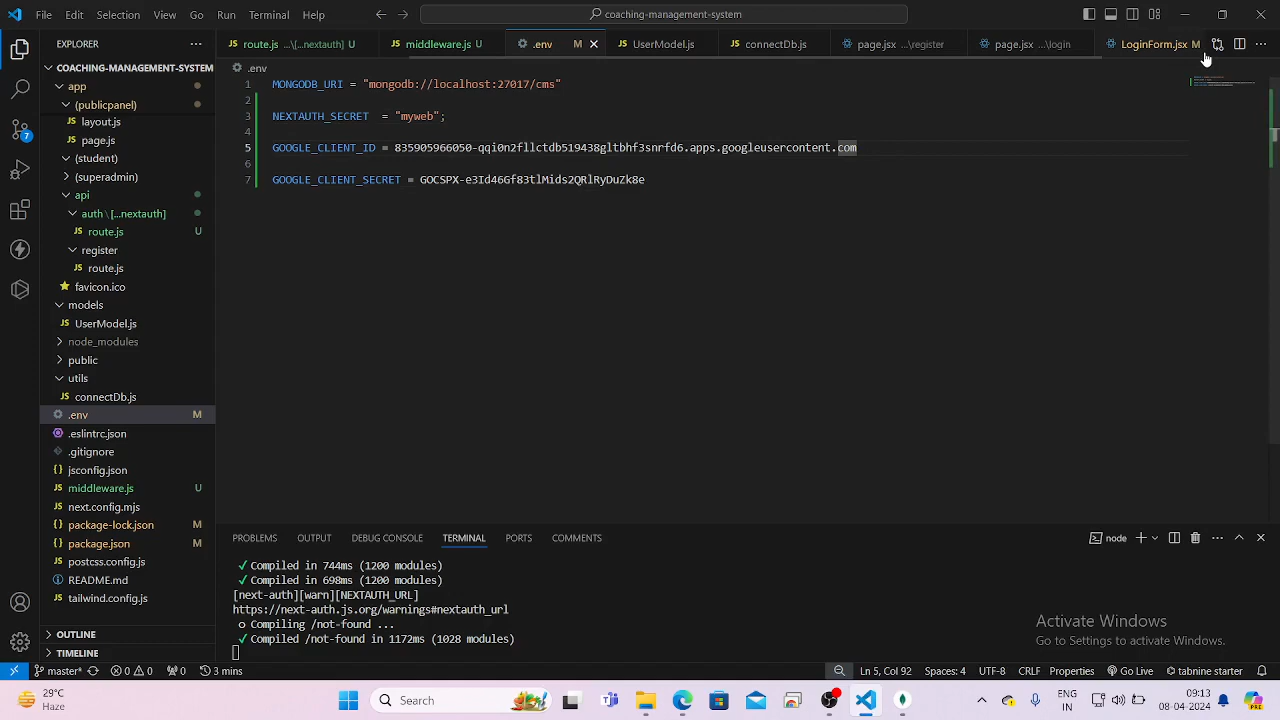 File Edit Selection View Go Run Terminal Help
coaching-management-system
EXPLORER
route.js ...\[...nextauth] U
middleware.js U
.env M
UserModel.js
connectDb.js
page.jsx ...\register
page.jsx ...\login
LoginForm.jsx M
COACHING-MANAGEMENT-SYSTEM
app
(publicpanel)
layout.js
page.js
(student)
(superadmin)
api
auth\[...nextauth]
route.js U
register
route.js
favicon.ico
models
UserModel.js
node_modules
public
utils
connectDb.js
.env M
.eslintrc.json
.gitignore
jsconfig.json
middleware.js U
next.config.mjs
package-lock.json M
package.json M
postcss.config.js
README.md
tailwind.config.js
OUTLINE
TIMELINE
.env
1 MONGODB_URI = "mongodb://localhost:27017/cms"
2
3 NEXTAUTH_SECRET = "myweb";
4
5 GOOGLE_CLIENT_ID = 835905966050-qqi0n2fllctdb519438gltbhf3snrfd6.apps.googleusercontent.com
6
7 GOOGLE_CLIENT_SECRET = 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
PROBLEMS OUTPUT DEBUG CONSOLE TERMINAL PORTS COMMENTS
node
✓ Compiled in 744ms (1200 modules)
✓ Compiled in 698ms (1200 modules)
[next-auth][warn][NEXTAUTH_URL]
https://next-auth.js.org/warnings#nextauth_url
o Compiling /not-found ...
✓ Compiled /not-found in 1172ms (1028 modules)
Activate Windows
Go to Settings to activate Windows.
7
master* 0 0 0 3 mins
Ln 5, Col 92 Spaces: 4 UTF-8 CRLF Properties Go Live tabnine starter
29°C
Haze
Search
ENG
IN
09:13
08-04-2024